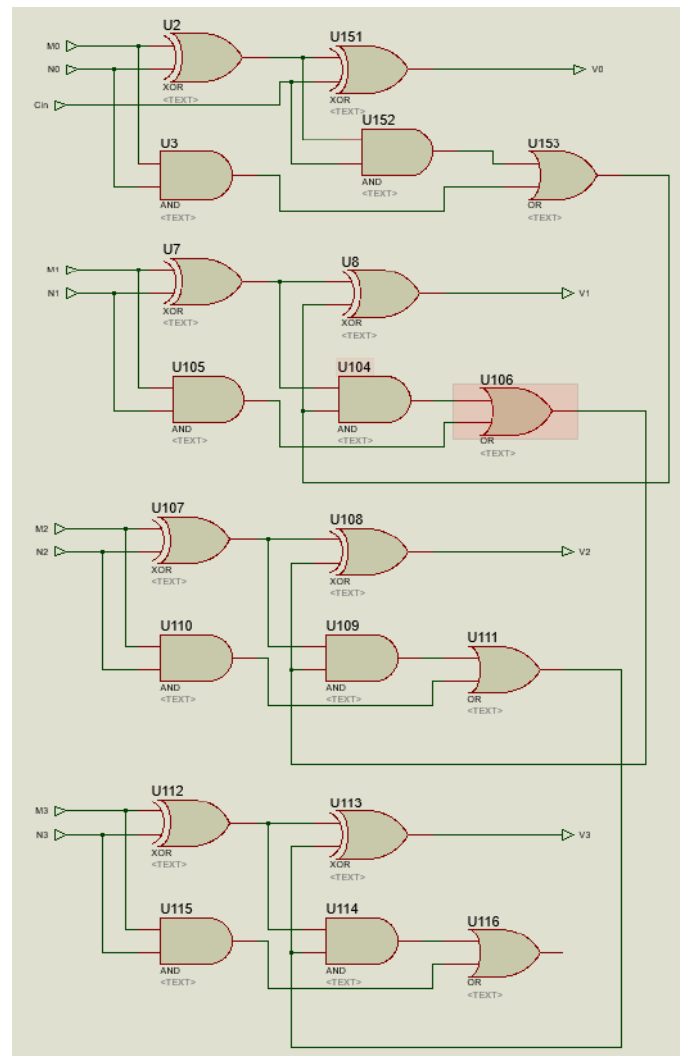 U2
M0
U151
N0
V0
XOR
<TEXT>
Cin
XOR
<TEXT>
U152
U3
U153
AND
<TEXT>
AND
<TEXT>
OR
<TEXT>
U7
U8
M1
N1
V1
XOR
<TEXT>
XOR
<TEXT>
U105
U104
U106
AND
<TEXT>
AND
<TEXT>
OR
<TEXT>
U107
U108
M2
N2
V2
XOR
<TEXT>
XOR
<TEXT>
U110
U109
U111
AND
<TEXT>
AND
<TEXT>
OR
<TEXT>
U112
U113
M3
N3
V3
XOR
<TEXT>
XOR
<TEXT>
U115
U114
U116
AND
<TEXT>
AND
<TEXT>
OR
<TEXT>